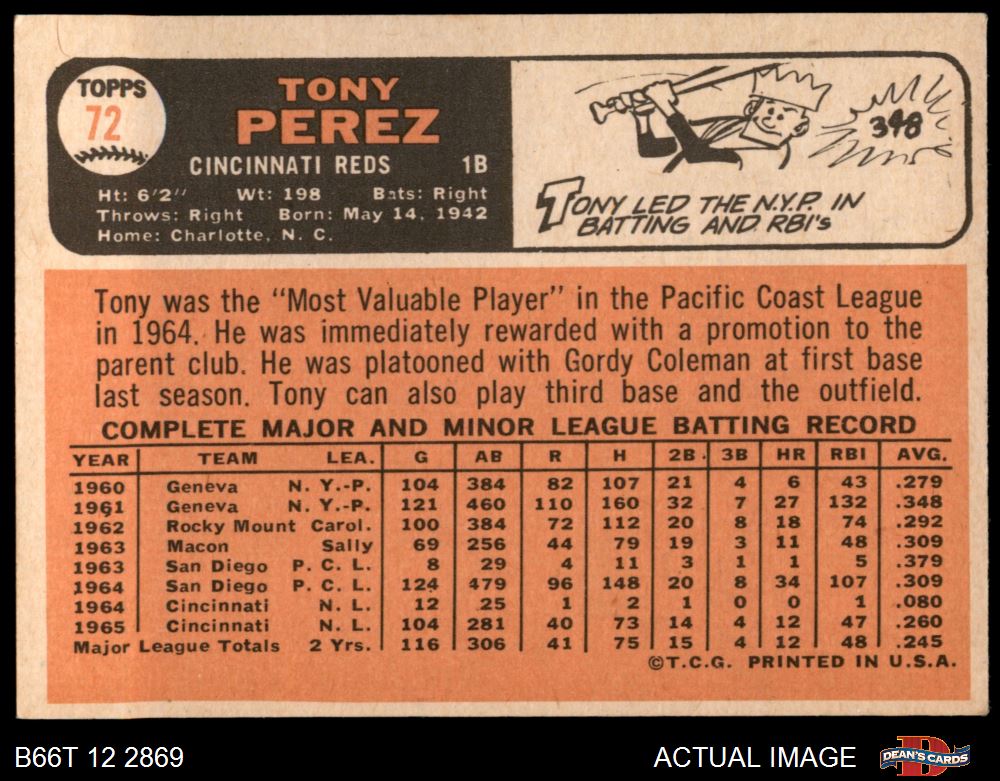 TOPPS
72
TONY
PEREZ
CINCINNATI REDS 1B
Ht: 6'2" Wt: 198 Bats: Right
Throws: Right Born: May 14, 1942
Home: Charlotte, N. C.
348
TONY LED THE N.Y.P. IN
BATTING AND RBI's
Tony was the "Most Valuable Player" in the Pacific Coast League
in 1964. He was immediately rewarded with a promotion to the
parent club. He was platooned with Gordy Coleman at first base
last season. Tony can also play third base and the outfield.
COMPLETE MAJOR AND MINOR LEAGUE BATTING RECORD
YEAR TEAM LEA. G AB R H 2B HR 3B RBI AVG.
1960 Geneva N. Y.-P. 104 384 82 107 21 4 6 43 .279
1961 Geneva N. Y.-P. 121 460 110 160 32 7 27 132 .348
1962 Rocky Mount Carol. 100 384 72 112 20 8 18 74 .292
1963 Macon Sally 69 256 44 79 19 3 11 48 .309
1963 San Diego P. C. L. 8 29 4 11 3 1 1 5 .379
1964 San Diego P. C. L. 124 479 96 148 20 8 34 107 .309
1964 Cincinnati N. L. 12 25 1 2 1 0 0 1 .080
1965 Cincinnati N. L. 104 281 40 73 14 4 12 47 .260
Major League Totals 2 Yrs. 116 306 41 75 15 4 12 48 .245
©T.C.G. PRINTED IN U.S.A.
B66T 12 2869 ACTUAL IMAGE DEAN'S CARDS